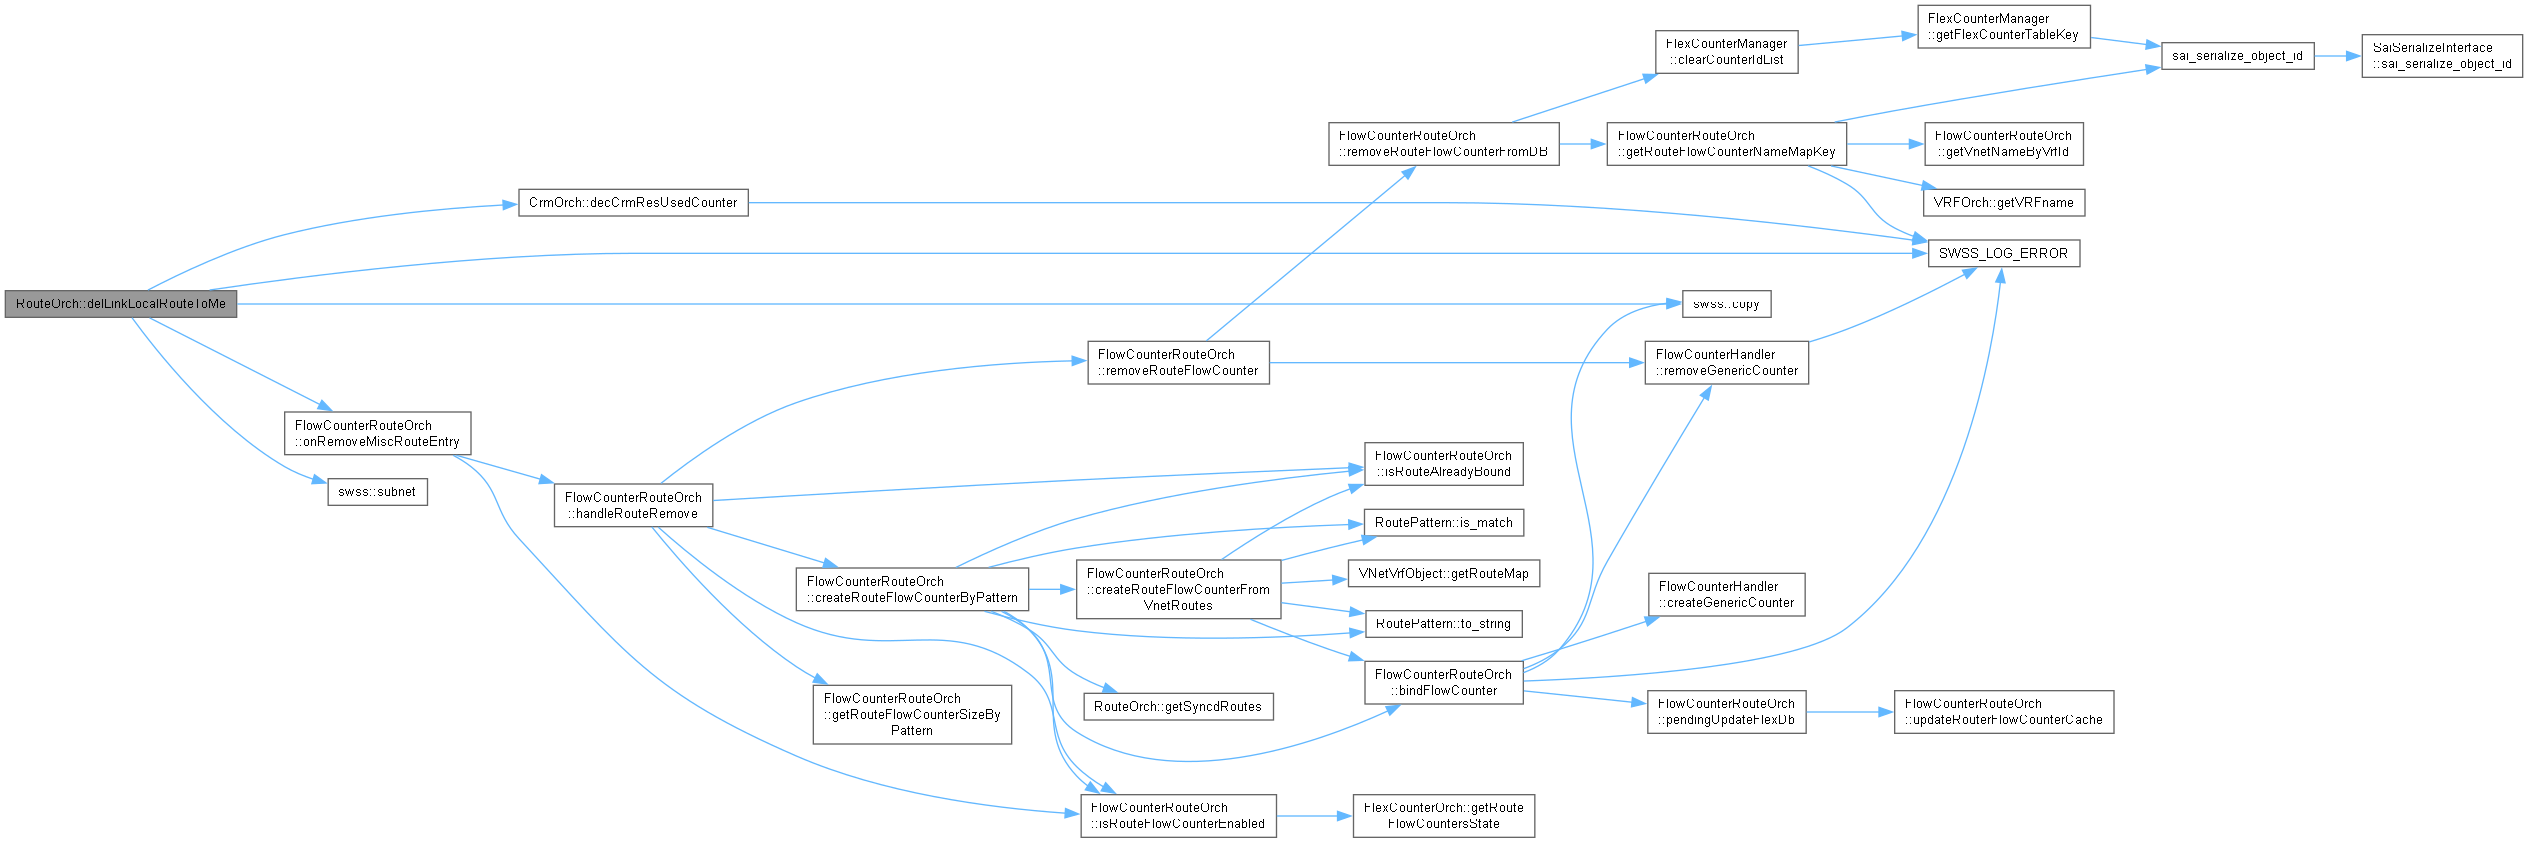 RouteOrch::delLinkLocalRouteToMe
CrmOrch::decCrmResUsedCounter
FlowCounterRouteOrch
::onRemoveMiscRouteEntry
swss::subnet
FlowCounterRouteOrch
::handleRouteRemove
FlowCounterRouteOrch
::createRouteFlowCounterByPattern
FlowCounterRouteOrch
::getRouteFlowCounterSizeBy
Pattern
FlowCounterRouteOrch
::removeRouteFlowCounter
FlowCounterRouteOrch
::createRouteFlowCounterFrom
VnetRoutes
RouteOrch::getSyncdRoutes
FlowCounterRouteOrch
::isRouteFlowCounterEnabled
FlowCounterRouteOrch
::removeRouteFlowCounterFromDB
FlowCounterRouteOrch
::isRouteAlreadyBound
RoutePattern::is_match
VNetVrfObject::getRouteMap
RoutePattern::to_string
FlowCounterRouteOrch
::bindFlowCounter
FlexCounterOrch::getRoute
FlowCountersState
FlexCounterManager
::clearCounterIdList
FlowCounterRouteOrch
::getRouteFlowCounterNameMapKey
swss::copy
FlowCounterHandler
::removeGenericCounter
FlowCounterHandler
::createGenericCounter
FlowCounterRouteOrch
::pendingUpdateFlexDb
FlexCounterManager
::getFlexCounterTableKey
FlowCounterRouteOrch
::getVnetNameByVrfId
VRFOrch::getVRFname
SWSS_LOG_ERROR
FlowCounterRouteOrch
::updateRouterFlowCounterCache
sai_serialize_object_id
SaiSerializeInterface
::sai_serialize_object_id